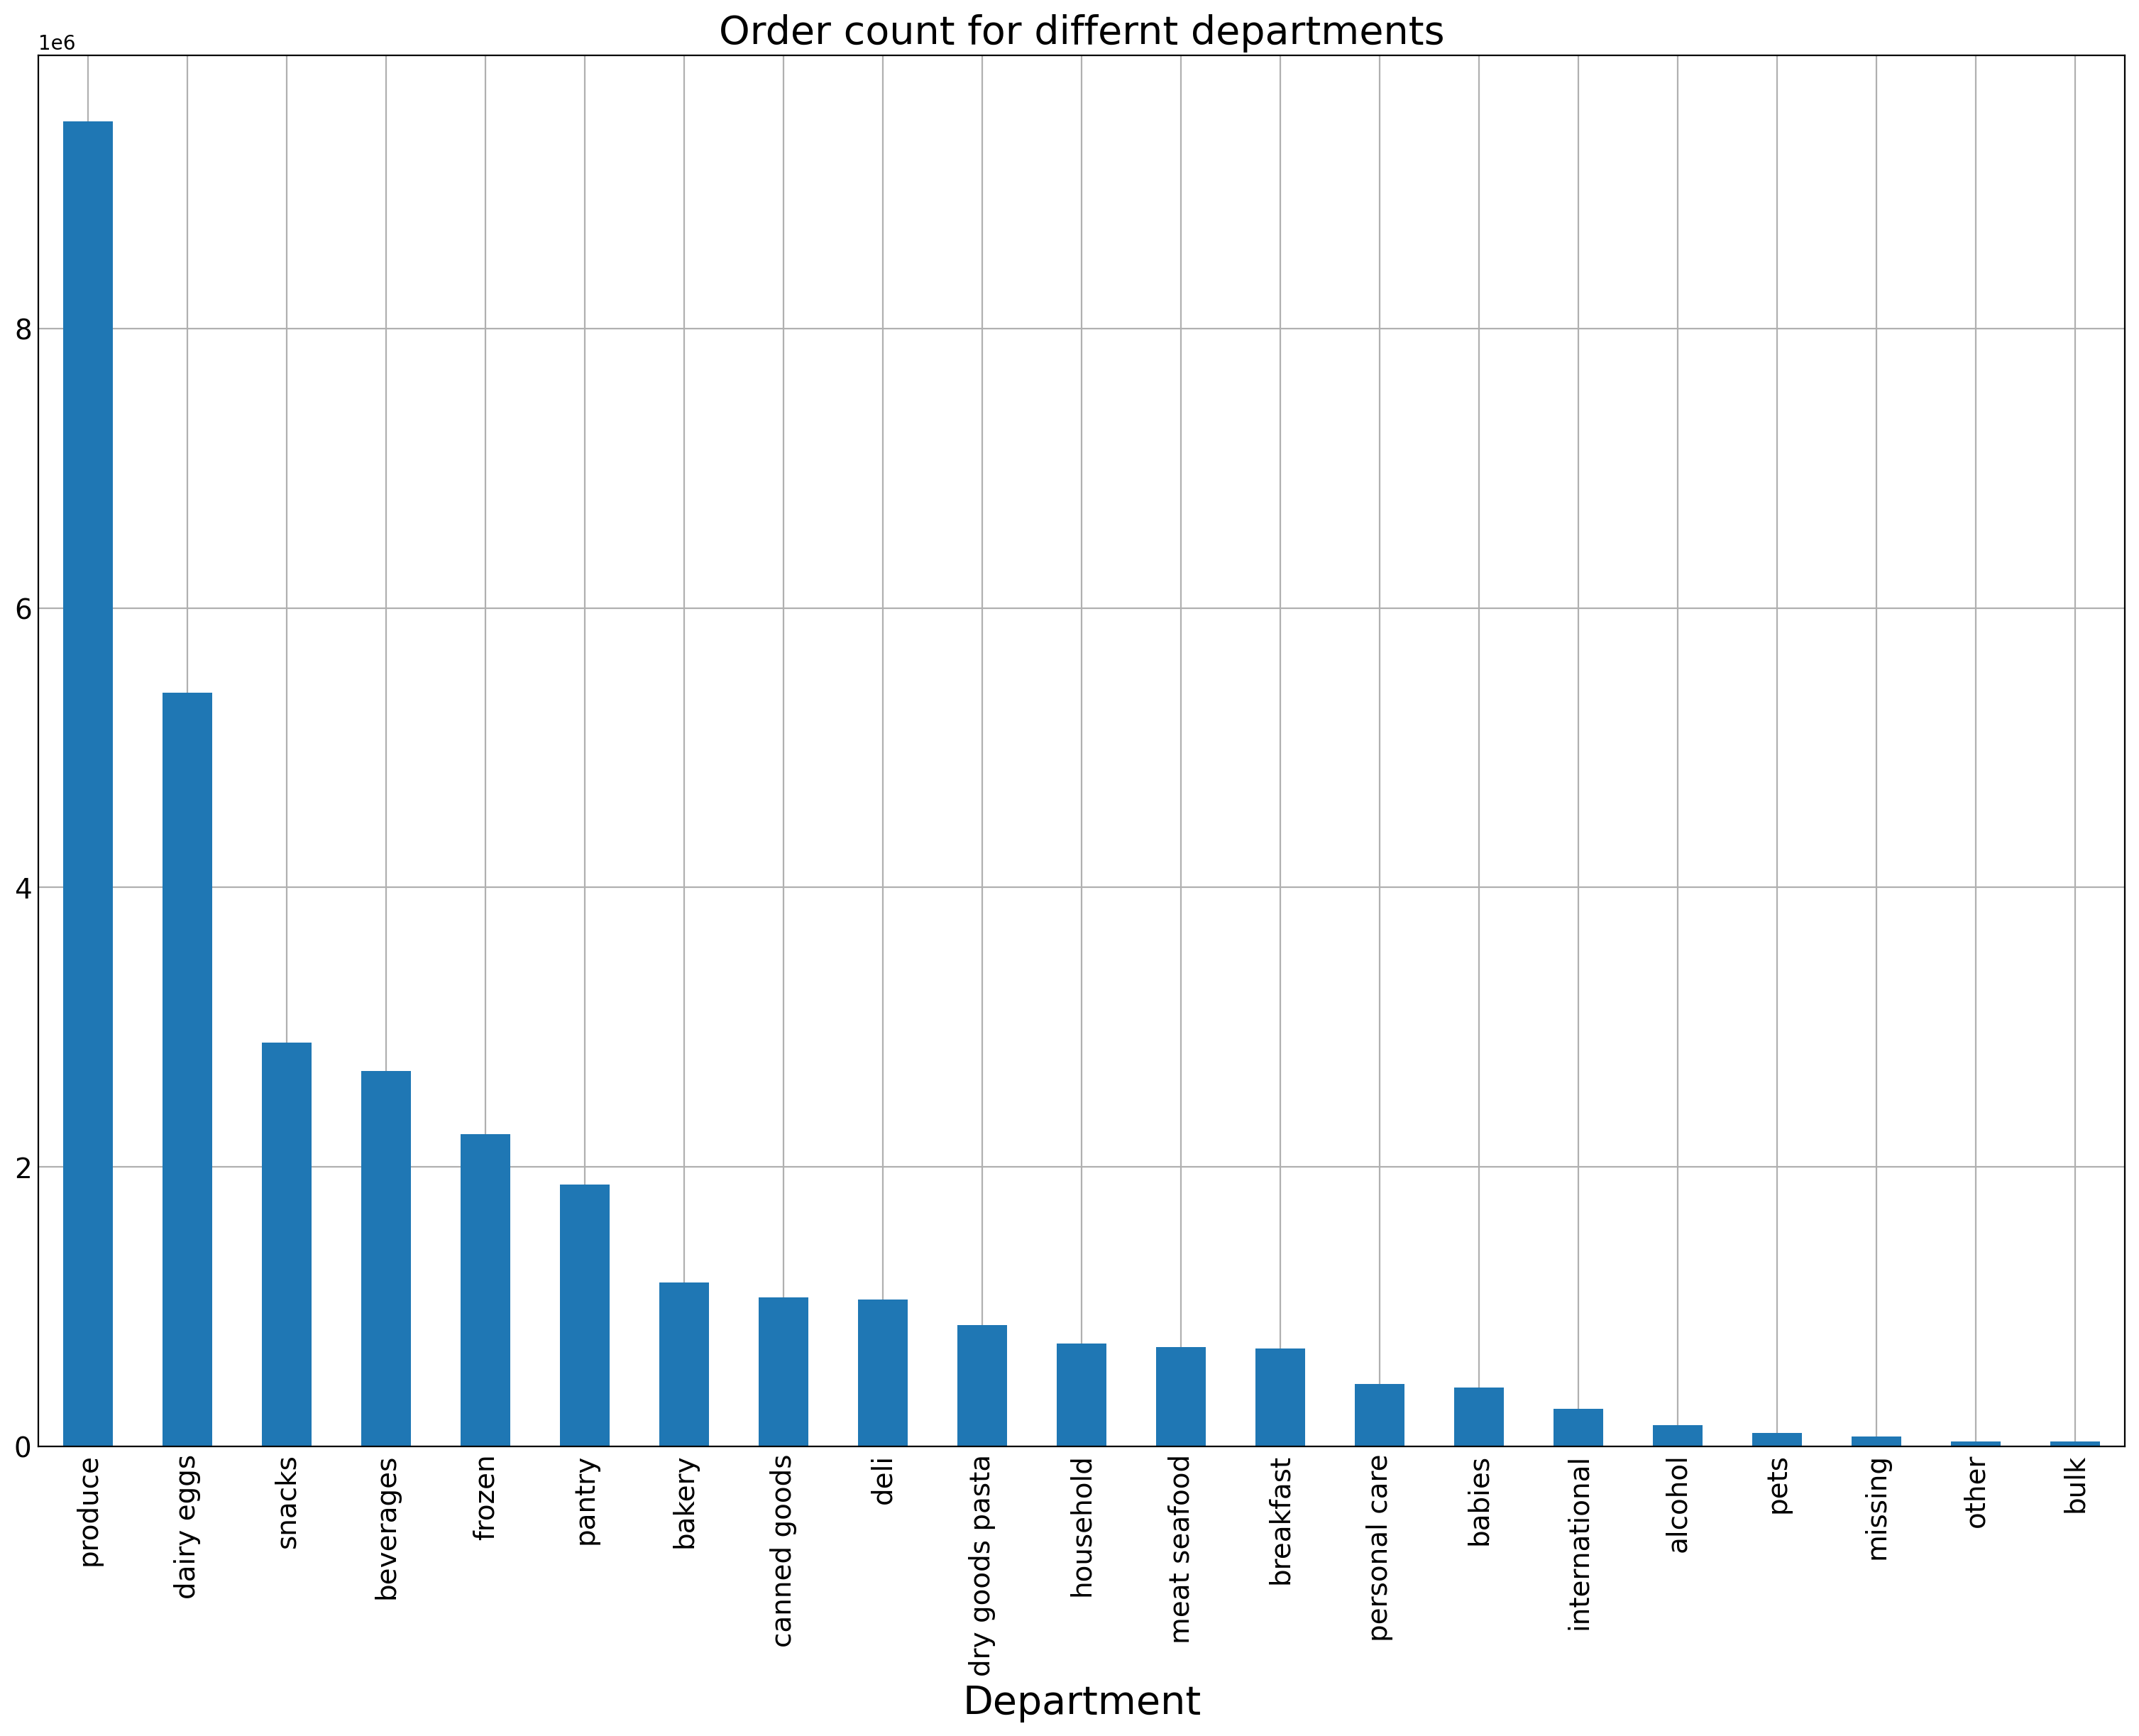 Order count for differnt departments
1e6
8
6
4
2
0
produce
dairy eggs
snacks
beverages
frozen
pantry
bakery
canned goods
deli
dry goods pasta
household
meat seafood
breakfast
personal care
babies
international
alcohol
pets
missing
other
bulk
Department